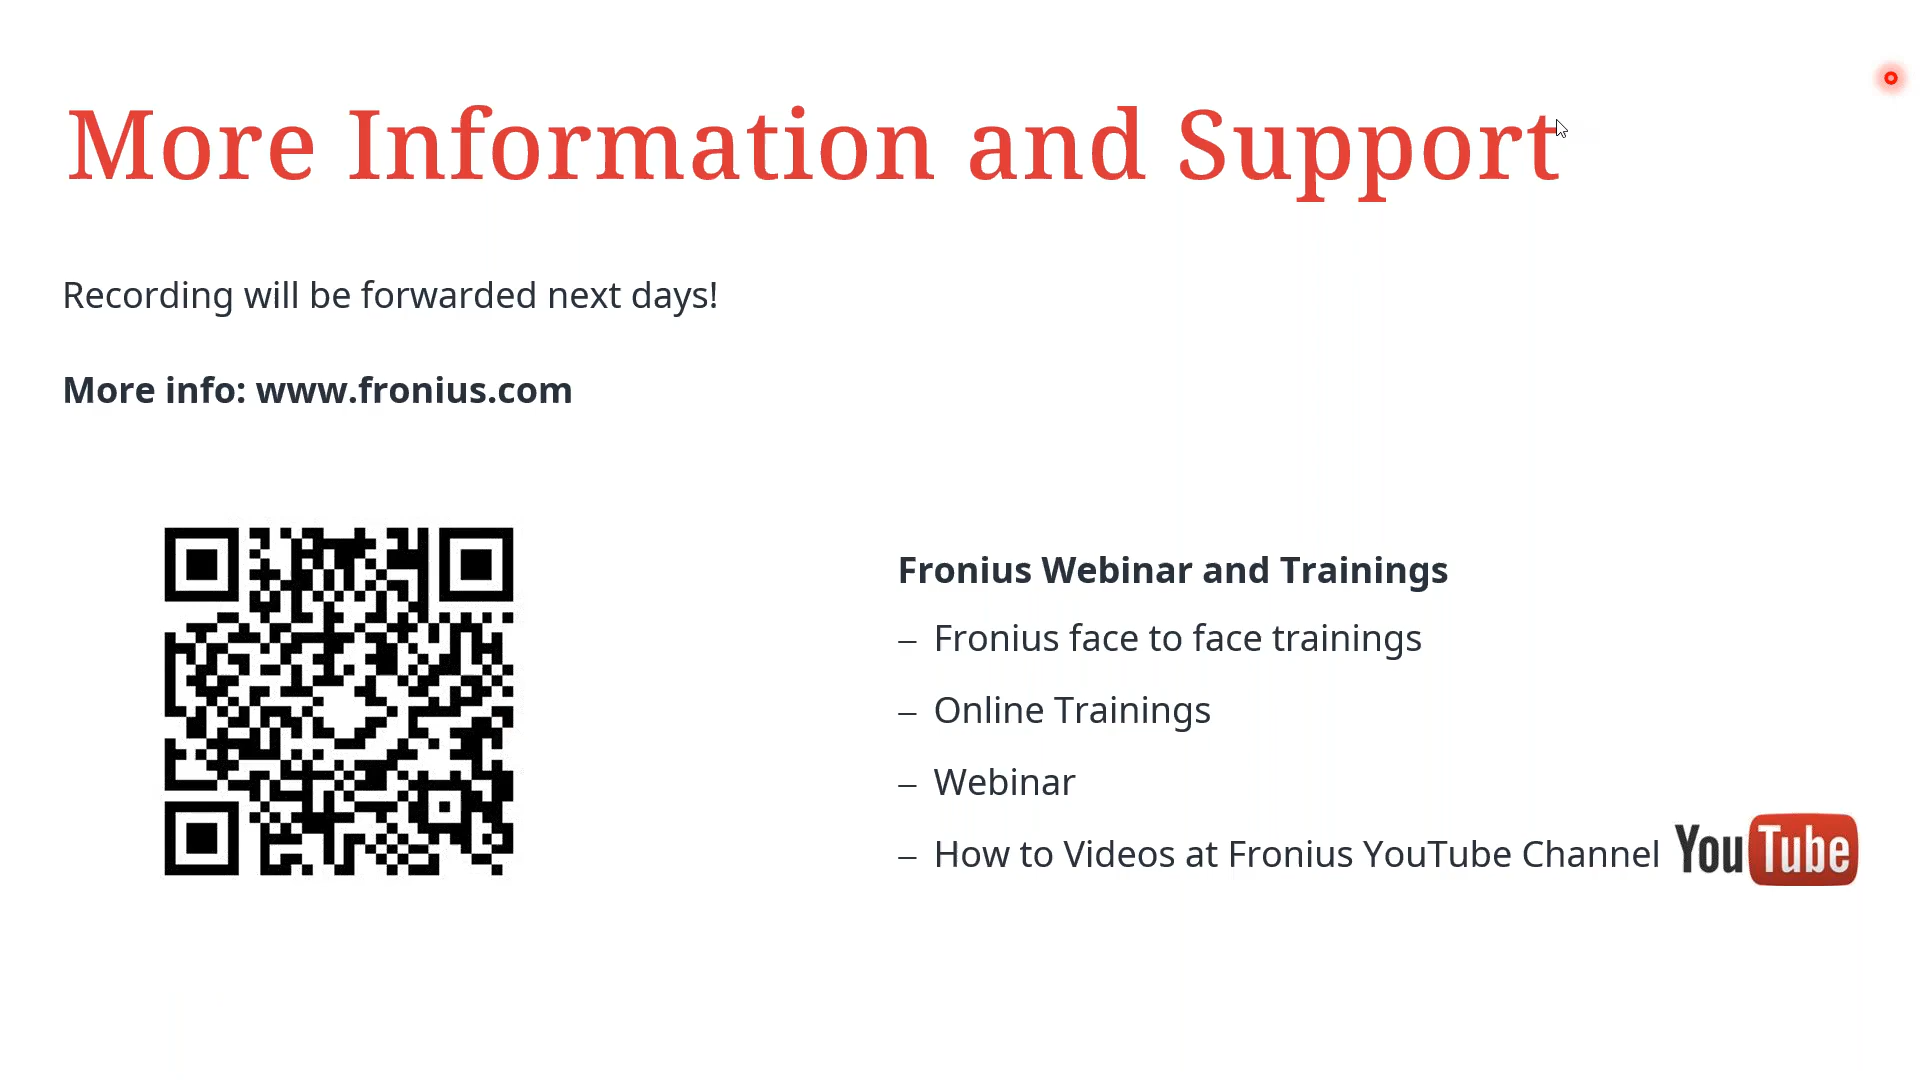 More Information and Support
Recording will be forwarded next days!
More info: www.fronius.com
Fronius Webinar and Trainings
– Fronius face to face trainings
– Online Trainings
– Webinar
– How to Videos at Fronius YouTube Channel YouTube